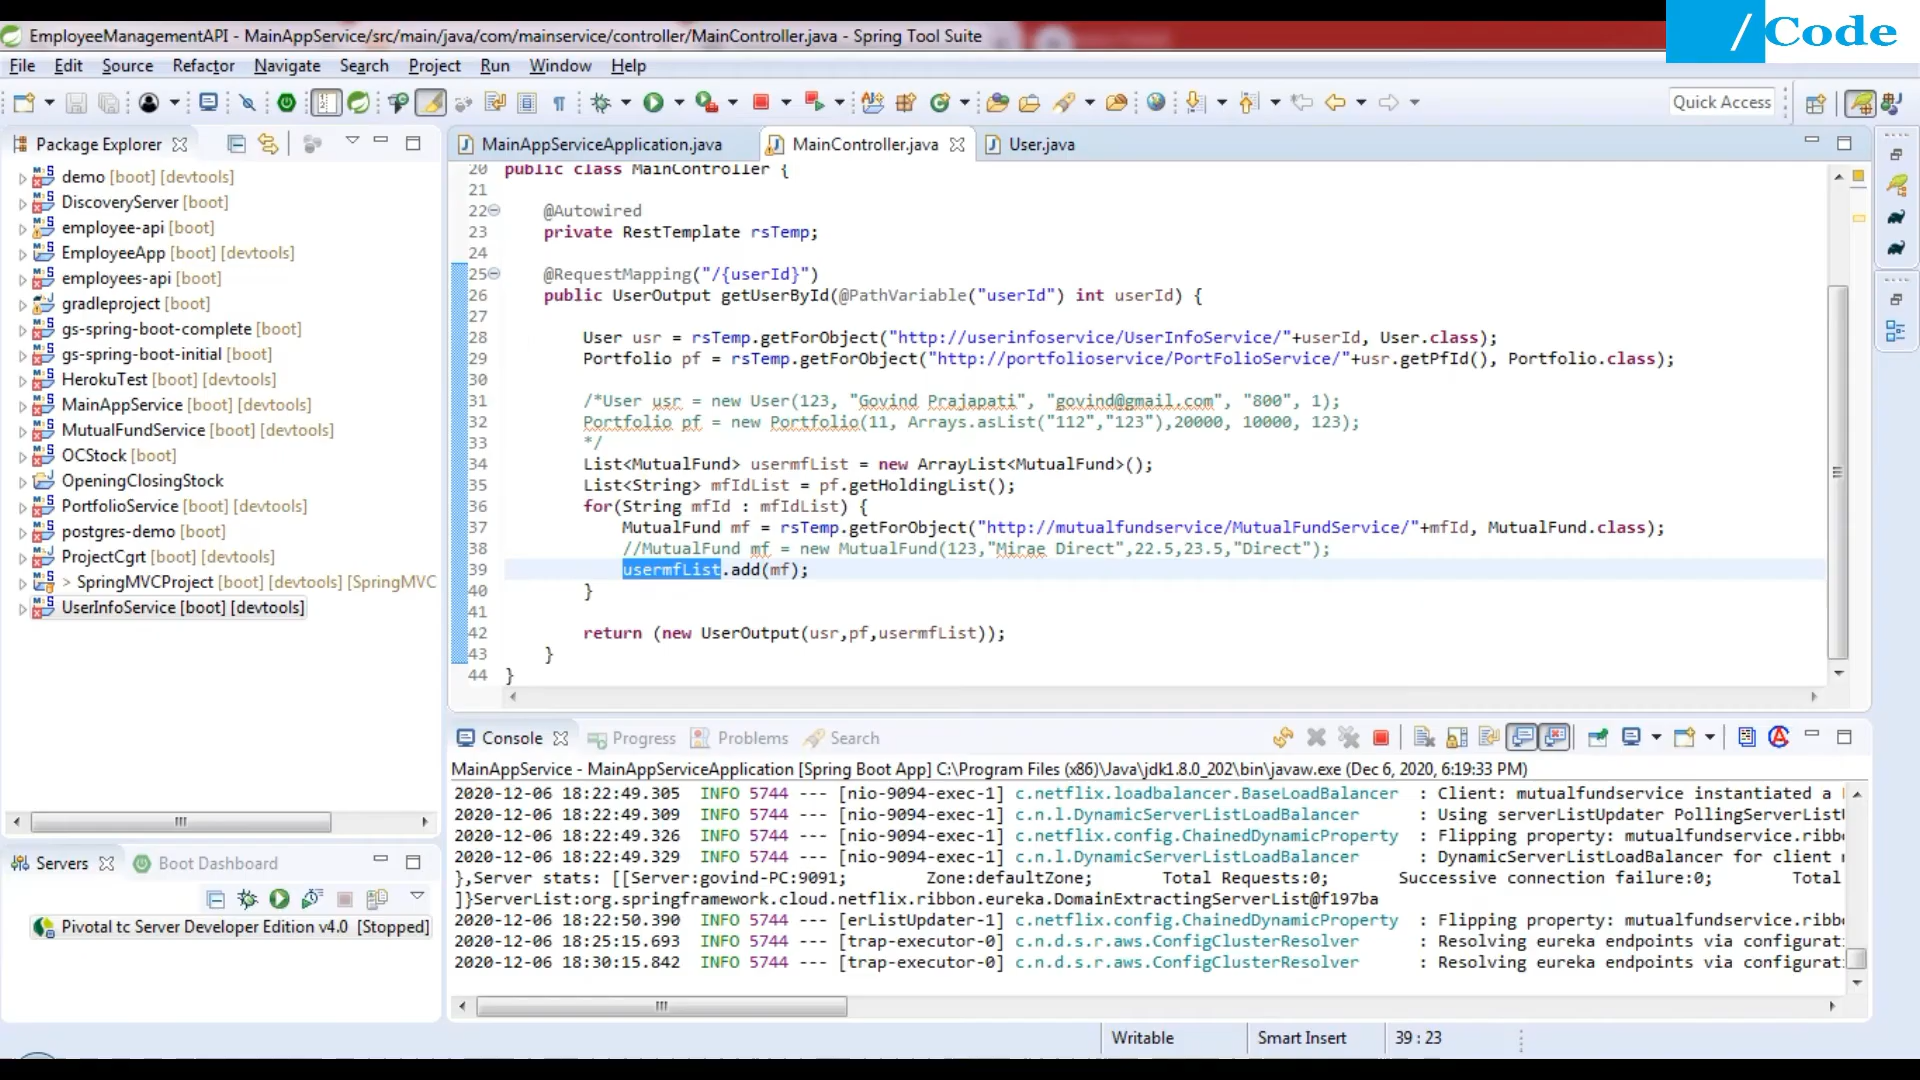 /Code
EmployeeManagementAPI - MainAppService/src/main/java/com/mainservice/controller/MainController.java - Spring Tool Suite
File Edit Source Refactor Navigate Search Project Run Window Help
Quick Access
Package Explorer
demo [boot] [devtools]
DiscoveryServer [boot]
employee-api [boot]
EmployeeApp [boot] [devtools]
employees-api [boot]
gradleproject [boot]
gs-spring-boot-complete [boot]
gs-spring-boot-initial [boot]
HerokuTest [boot] [devtools]
MainAppService [boot] [devtools]
MutualFundService [boot] [devtools]
OCStock [boot]
OpeningClosingStock
PortfolioService [boot] [devtools]
postgres-demo [boot]
ProjectCgrt [boot] [devtools]
> SpringMVCProject [boot] [devtools] [SpringMVC
UserInfoService [boot] [devtools]
Servers Boot Dashboard
Pivotal tc Server Developer Edition v4.0 [Stopped]
MainAppServiceApplication.java MainController.java User.java
20 public class MainController {
21
22 @Autowired
23 private RestTemplate rsTemp;
24
25 @RequestMapping("/{userId}")
26 public UserOutput getUserById(@PathVariable("userId") int userId) {
27
28 User usr = rsTemp.getForObject("http://userinfoservice/UserInfoService/"+userId, User.class);
29 Portfolio pf = rsTemp.getForObject("http://portfolioservice/PortFolioService/"+usr.getPfId(), Portfolio.class);
30
31 /*User usr = new User(123, "Govind Prajapati", "govind@gmail.com", "800", 1);
32 Portfolio pf = new Portfolio(11, Arrays.asList("112","123"),20000, 10000, 123);
33 */
34 List<MutualFund> usermfList = new ArrayList<MutualFund>();
35 List<String> mfIdList = pf.getHoldingList();
36 for(String mfId : mfIdList) {
37 MutualFund mf = rsTemp.getForObject("http://mutualfundservice/MutualFundService/"+mfId, MutualFund.class);
38 //MutualFund mf = new MutualFund(123,"Mirae Direct",22.5,23.5,"Direct");
39 usermfList.add(mf);
40 }
41
42 return (new UserOutput(usr,pf,usermfList));
43 }
44 }
Console Progress Problems Search
MainAppService - MainAppServiceApplication [Spring Boot App] C:\Program Files (x86)\Java\jdk1.8.0_202\bin\javaw.exe (Dec 6, 2020, 6:19:33 PM)
2020-12-06 18:22:49.305 INFO 5744 --- [nio-9094-exec-1] c.netflix.loadbalancer.BaseLoadBalancer : Client: mutualfundservice instantiated a
2020-12-06 18:22:49.309 INFO 5744 --- [nio-9094-exec-1] c.n.l.DynamicServerListLoadBalancer : Using serverListUpdater PollingServerList
2020-12-06 18:22:49.326 INFO 5744 --- [nio-9094-exec-1] c.netflix.config.ChainedDynamicProperty : Flipping property: mutualfundservice.ribb
2020-12-06 18:22:49.329 INFO 5744 --- [nio-9094-exec-1] c.n.l.DynamicServerListLoadBalancer : DynamicServerListLoadBalancer for client
},Server stats: [[Server:govind-PC:9091; Zone:defaultZone; Total Requests:0; Successive connection failure:0; Total
]}ServerList:org.springframework.cloud.netflix.ribbon.eureka.DomainExtractingServerList@f197ba
2020-12-06 18:22:50.390 INFO 5744 --- [erListUpdater-1] c.netflix.config.ChainedDynamicProperty : Flipping property: mutualfundservice.ribb
2020-12-06 18:25:15.693 INFO 5744 --- [trap-executor-0] c.n.d.s.r.aws.ConfigClusterResolver : Resolving eureka endpoints via configurat
2020-12-06 18:30:15.842 INFO 5744 --- [trap-executor-0] c.n.d.s.r.aws.ConfigClusterResolver : Resolving eureka endpoints via configurat
Writable Smart Insert 39 : 23